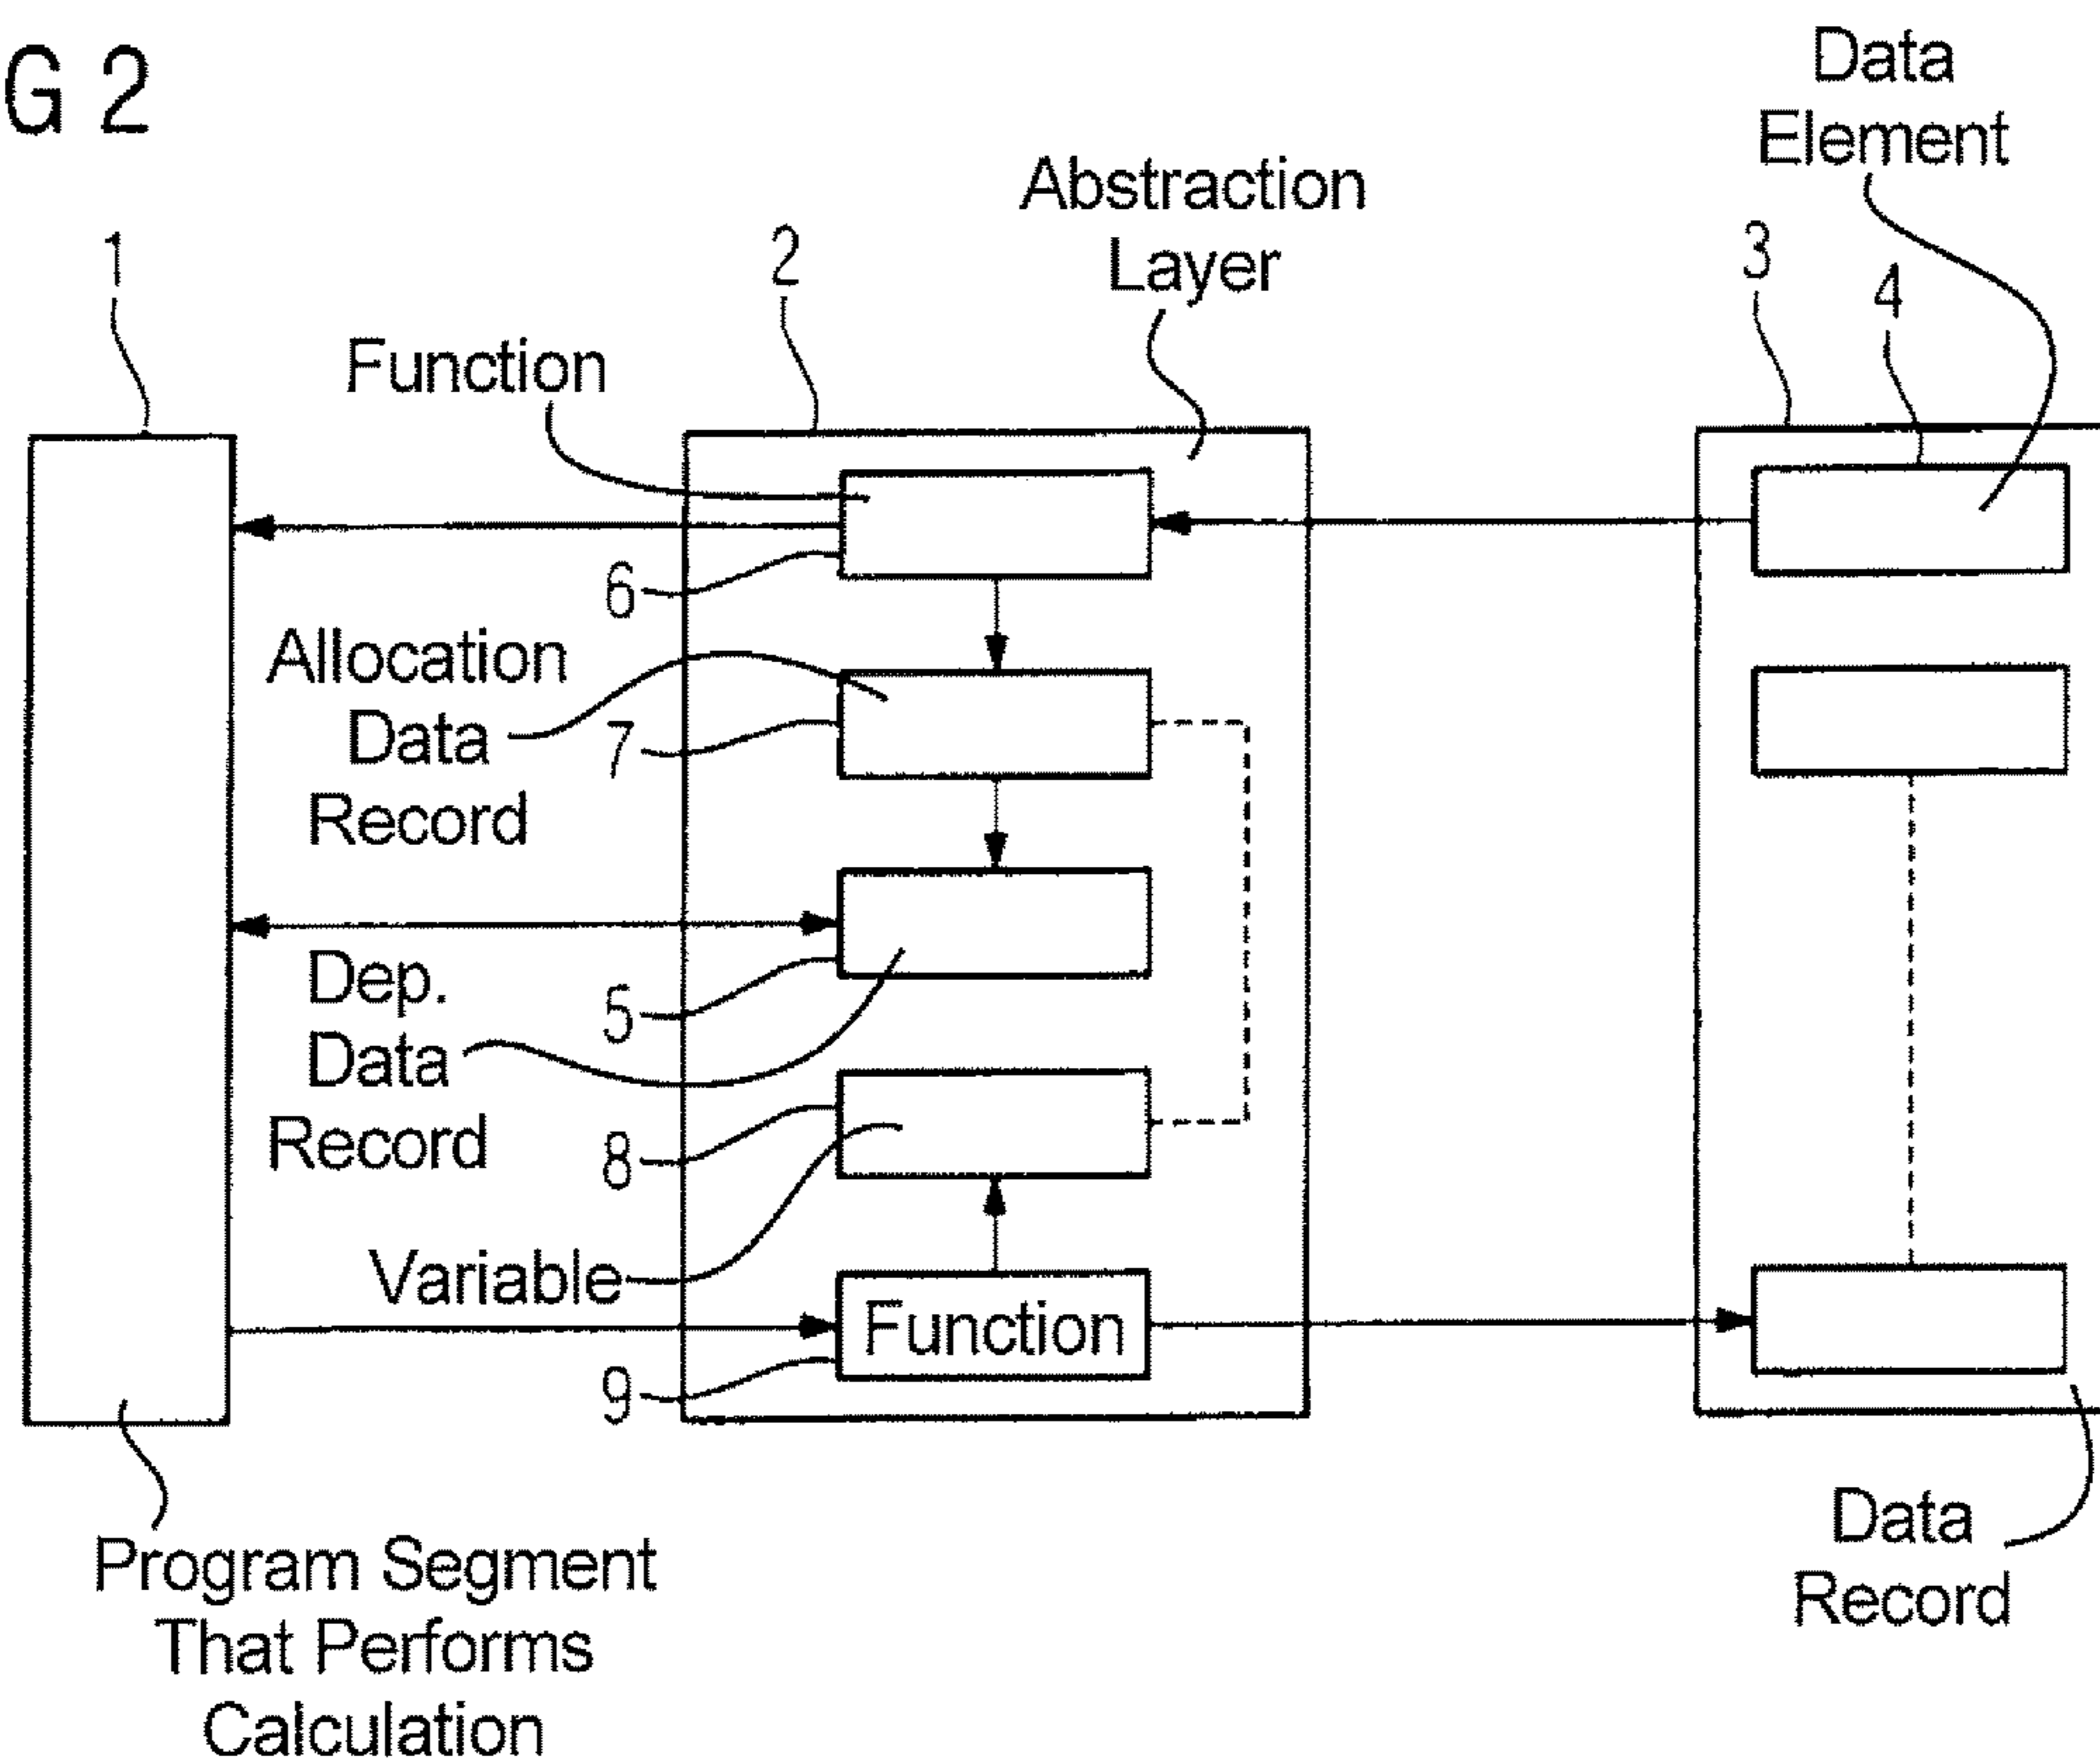 G 2
Data
Element
Abstraction
Layer
1
2
3
4
Function
6
Allocation
Data
Record
7
Dep.
Data
Record
5
8
Variable
Function
9
Data
Record
Program Segment
That Performs
Calculation